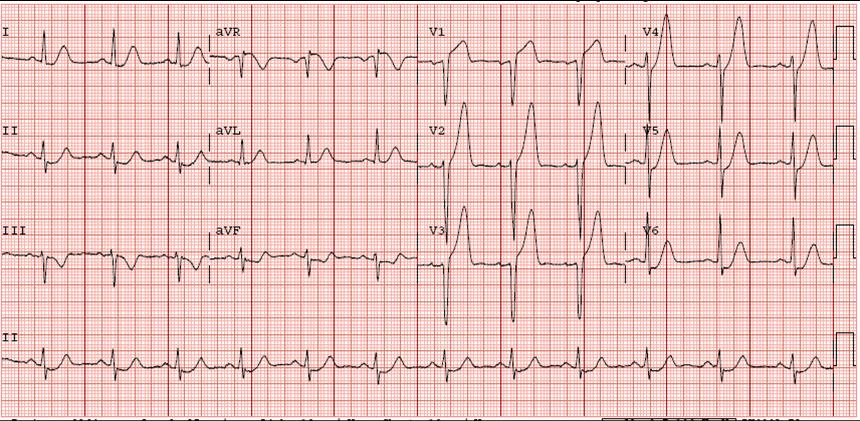 I aVR V1 V4
II aVL V2 V5
III aVF V3 V6
II